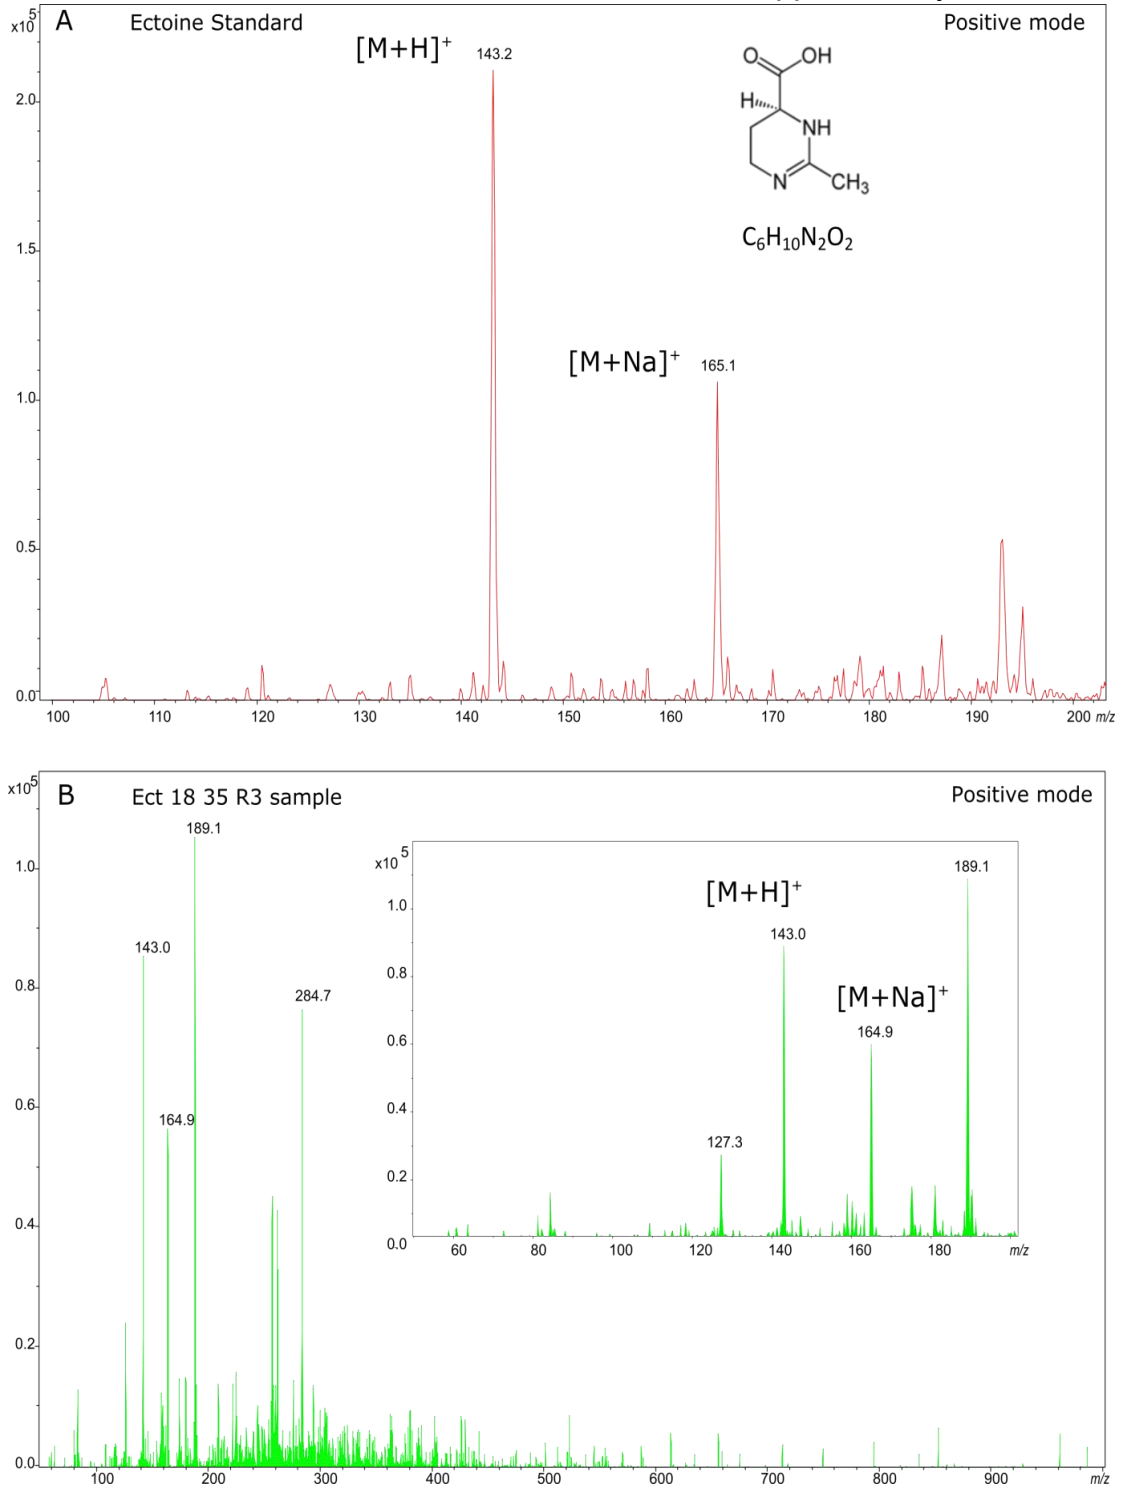 x10^5
A
Ectoine Standard
Positive mode
[M+H]⁺
143.2
[M+Na]⁺
165.1
2.0
1.5
1.0
0.5
0.0
O
OH
H
NH
N
CH₃
C₆H₁₀N₂O₂
100 110 120 130 140 150 160 170 180 190 200 m/z
x10^5
B
Ect 18 35 R3 sample
Positive mode
189.1
143.0
164.9
284.7
1.0
0.8
0.6
0.4
0.2
0.0
100 200 300 400 500 600 700 800 900 m/z
x10^5
[M+H]⁺
143.0
[M+Na]⁺
164.9
189.1
127.3
1.0
0.8
0.6
0.4
0.2
0.0
60 80 100 120 140 160 180 m/z